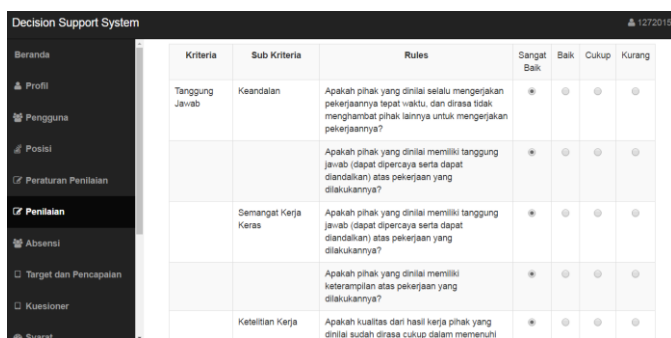 Decision Support System
1272015
Beranda
Profil
Pengguna
Posisi
Peraturan Penilaian
Penilaian
Absensi
Target dan Pencapaian
Kuesioner
Syarat
Kriteria Sub Kriteria Rules Sangat Baik Baik Cukup Kurang
Tanggung Jawab
Keandalan
Apakah pihak yang dinilai selalu mengerjakan
pekerjaannya tepat waktu, dan dirasa tidak
menghambat pihak lainnya untuk mengerjakan
pekerjaannya?
Apakah pihak yang dinilai memiliki tanggung
jawab (dapat dipercaya serta dapat
diandalkan) atas pekerjaan yang
dilakukannya?
Semangat Kerja
Keras
Apakah pihak yang dinilai memiliki tanggung
jawab (dapat dipercaya serta dapat
diandalkan) atas pekerjaan yang
dilakukannya?
Apakah pihak yang dinilai memiliki
keterampilan atas pekerjaan yang
dilakukannya?
Ketelitian Kerja
Apakah kualitas dari hasil kerja pihak yang
dinilai sudah dirasa cukup dalam memenuhi